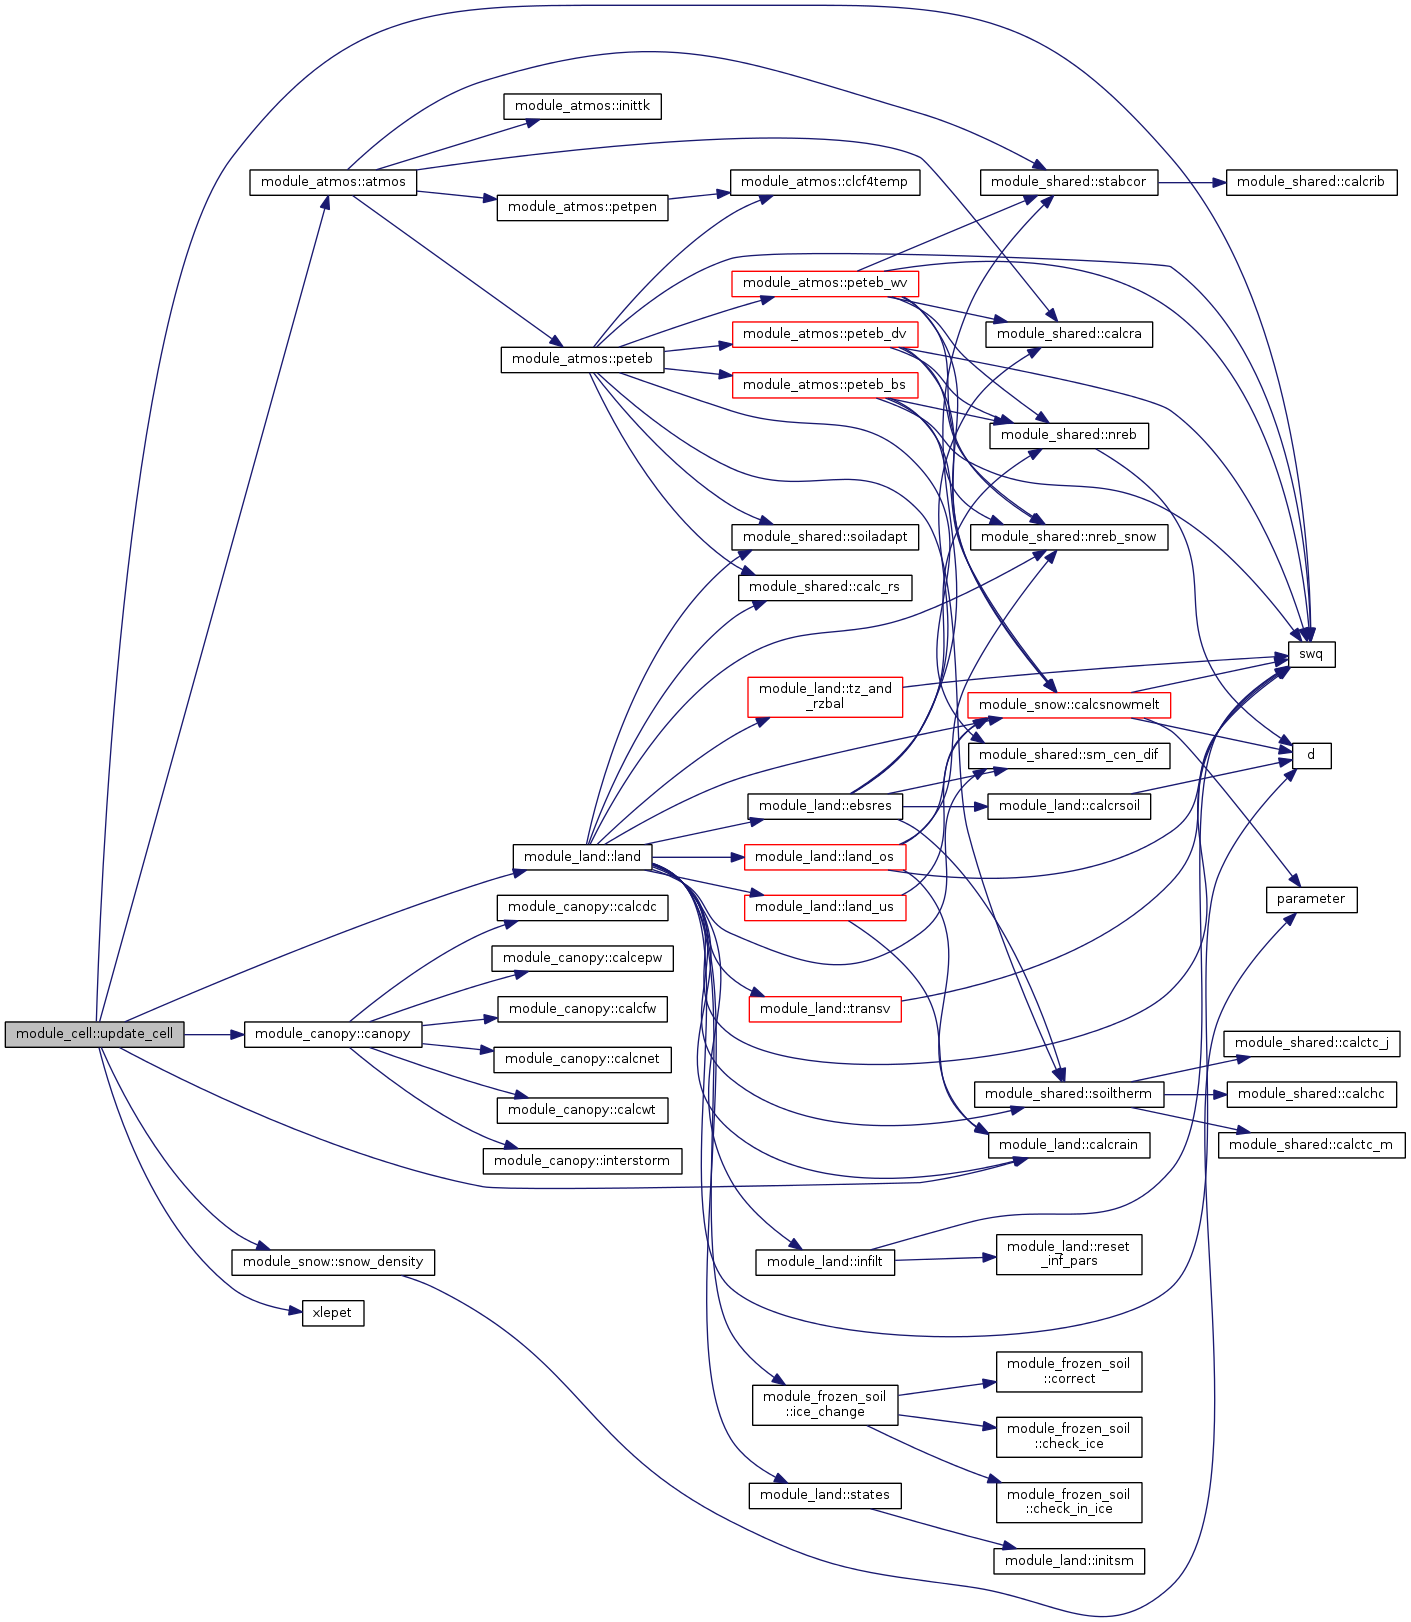 module_atmos::inittk
module_atmos::atmos
module_atmos::clcf4temp
module_shared::stabcor
module_shared::calcrib
module_atmos::petpen
module_atmos::peteb_wv
module_atmos::peteb_dv
module_shared::calcra
module_atmos::peteb
module_atmos::peteb_bs
module_shared::nreb
module_shared::soiladapt
module_shared::nreb_snow
module_shared::calc_rs
swq
module_land::tz_and
_rzbal
module_snow::calcsnowmelt
module_shared::sm_cen_dif
d
module_land::ebsres
module_land::calcrsoil
module_land::land
module_land::land_os
parameter
module_canopy::calcdc
module_land::land_us
module_canopy::calcepw
module_canopy::calcfw
module_land::transv
module_cell::update_cell
module_canopy::canopy
module_shared::calctc_j
module_canopy::calcnet
module_shared::soiltherm
module_shared::calchc
module_canopy::calcwt
module_land::calcrain
module_shared::calctc_m
module_canopy::interstorm
module_snow::snow_density
module_land::infilt
module_land::reset
_inf_pars
xlepet
module_frozen_soil
::correct
module_frozen_soil
::ice_change
module_frozen_soil
::check_ice
module_land::states
module_frozen_soil
::check_in_ice
module_land::initsm